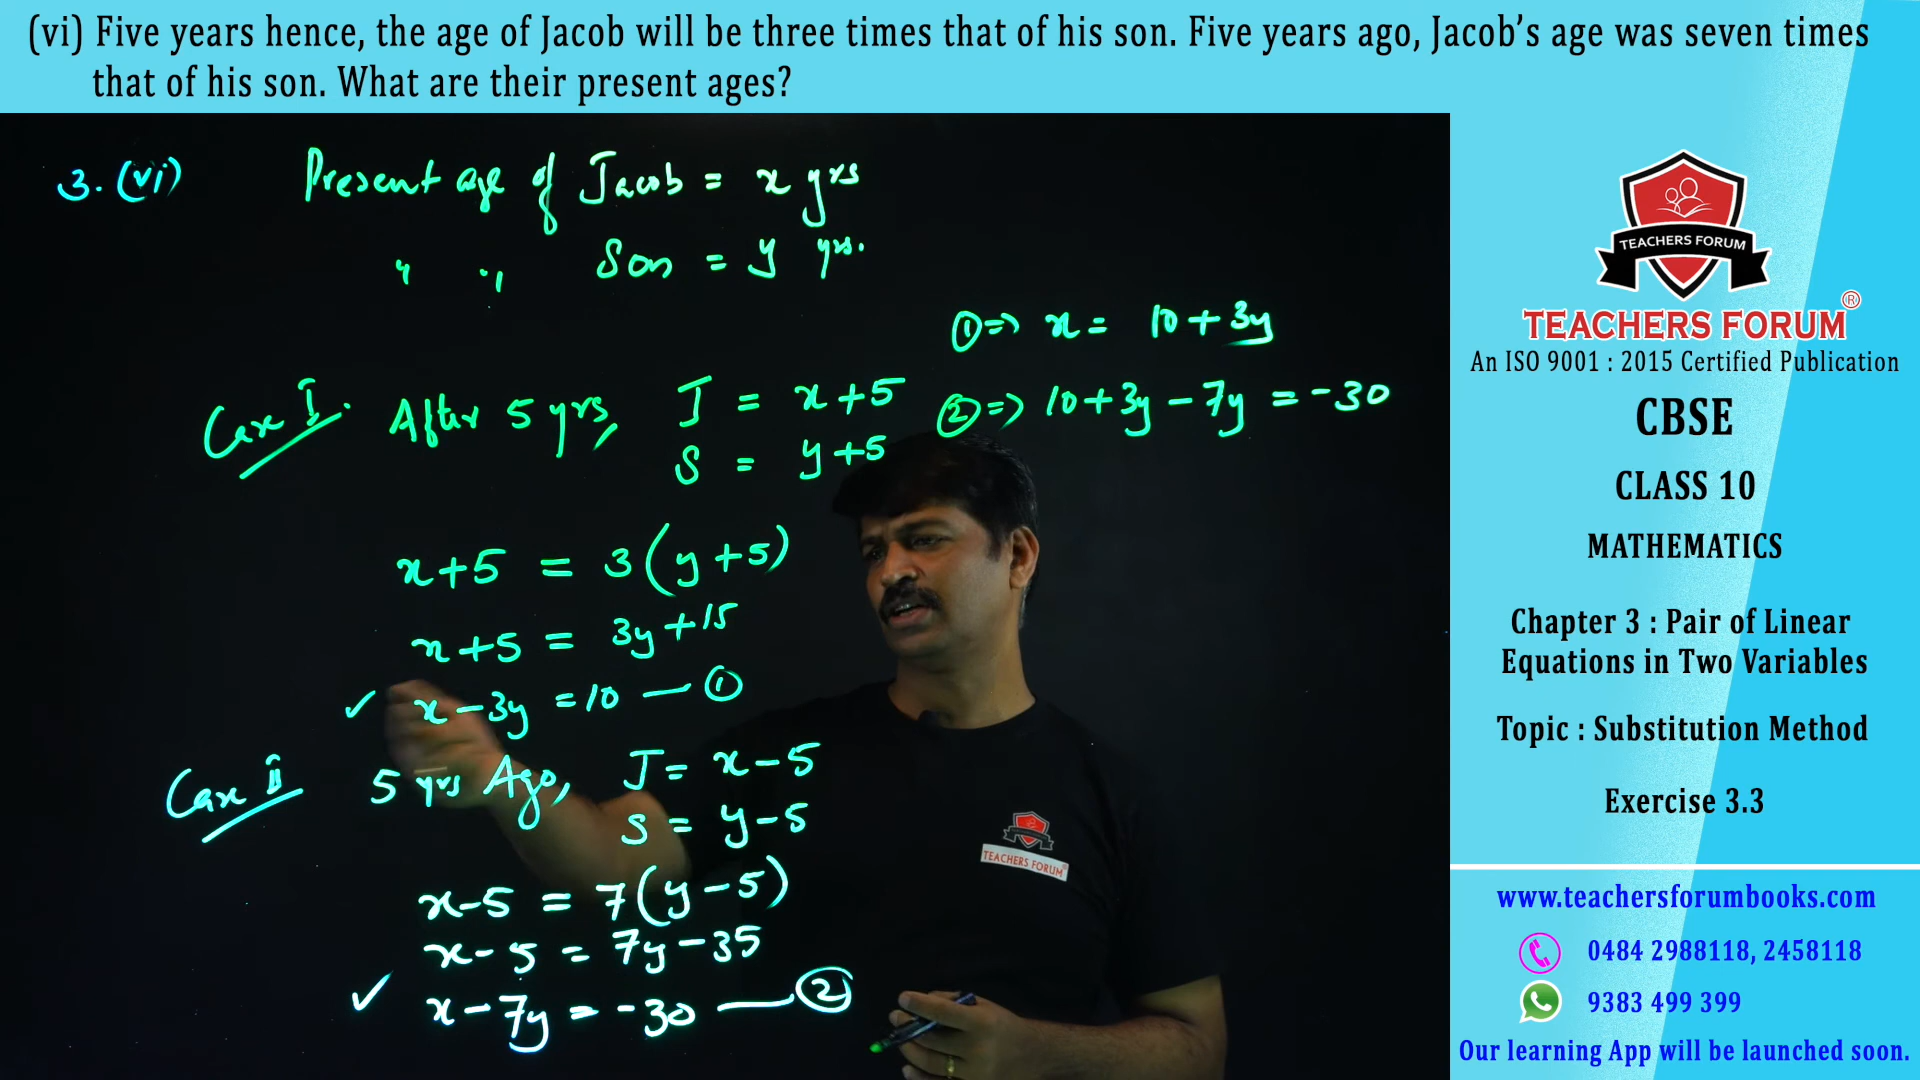 (vi) Five years hence, the age of Jacob will be three times that of his son. Five years ago, Jacob’s age was seven times
that of his son. What are their present ages?
3. (vi)
Present age of Jacob = x yrs
" " Son = y yrs.
Case I. After 5 yrs, J = x+5
S = y+5
x+5 = 3(y+5)
x+5 = 3y+15
✓ x-3y = 10 — ①
Case II 5 yrs Ago, J = x-5
S = y-5
x-5 = 7(y-5)
x-5 = 7y-35
✓ x-7y = -30 — ②
① => x = 10+3y
② => 10+3y-7y = -30
TEACHERS FORUM
TEACHERS FORUM
TEACHERS FORUM®
An ISO 9001 : 2015 Certified Publication
CBSE
CLASS 10
MATHEMATICS
Chapter 3 : Pair of Linear
Equations in Two Variables
Topic : Substitution Method
Exercise 3.3
www.teachersforumbooks.com
0484 2988118, 2458118
9383 499 399
Our learning App will be launched soon.